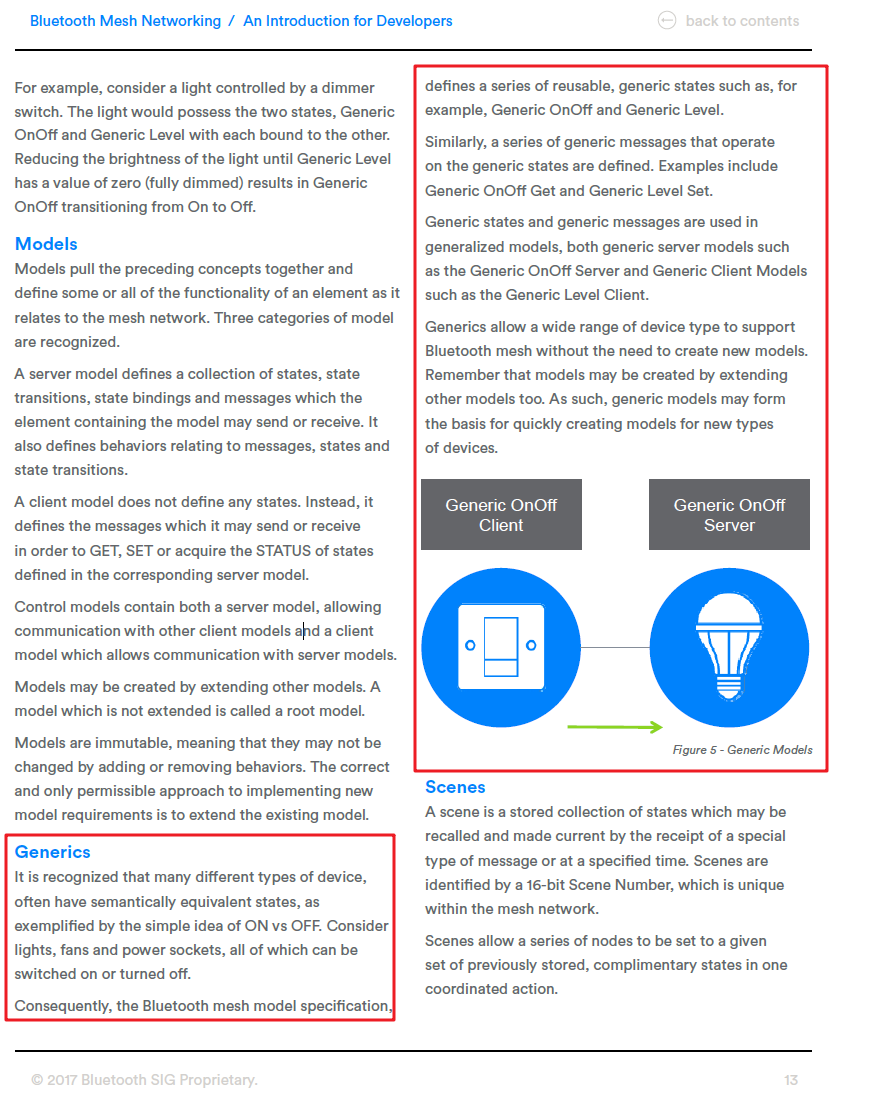 Bluetooth Mesh Networking / An Introduction for Developers
back to contents
For example, consider a light controlled by a dimmer
switch. The light would possess the two states, Generic
OnOff and Generic Level with each bound to the other.
Reducing the brightness of the light until Generic Level
has a value of zero (fully dimmed) results in Generic
OnOff transitioning from On to Off.
Models
Models pull the preceding concepts together and
define some or all of the functionality of an element as it
relates to the mesh network. Three categories of model
are recognized.
A server model defines a collection of states, state
transitions, state bindings and messages which the
element containing the model may send or receive. It
also defines behaviors relating to messages, states and
state transitions.
A client model does not define any states. Instead, it
defines the messages which it may send or receive
in order to GET, SET or acquire the STATUS of states
defined in the corresponding server model.
Control models contain both a server model, allowing
communication with other client models and a client
model which allows communication with server models.
Models may be created by extending other models. A
model which is not extended is called a root model.
Models are immutable, meaning that they may not be
changed by adding or removing behaviors. The correct
and only permissible approach to implementing new
model requirements is to extend the existing model.
Generics
It is recognized that many different types of device,
often have semantically equivalent states, as
exemplified by the simple idea of ON vs OFF. Consider
lights, fans and power sockets, all of which can be
switched on or turned off.
Consequently, the Bluetooth mesh model specification,
defines a series of reusable, generic states such as, for
example, Generic OnOff and Generic Level.
Similarly, a series of generic messages that operate
on the generic states are defined. Examples include
Generic OnOff Get and Generic Level Set.
Generic states and generic messages are used in
generalized models, both generic server models such
as the Generic OnOff Server and Generic Client Models
such as the Generic Level Client.
Generics allow a wide range of device type to support
Bluetooth mesh without the need to create new models.
Remember that models may be created by extending
other models too. As such, generic models may form
the basis for quickly creating models for new types
of devices.
Generic OnOff
Client
Generic OnOff
Server
Figure 5 - Generic Models
Scenes
A scene is a stored collection of states which may be
recalled and made current by the receipt of a special
type of message or at a specified time. Scenes are
identified by a 16-bit Scene Number, which is unique
within the mesh network.
Scenes allow a series of nodes to be set to a given
set of previously stored, complimentary states in one
coordinated action.
© 2017 Bluetooth SIG Proprietary.
13